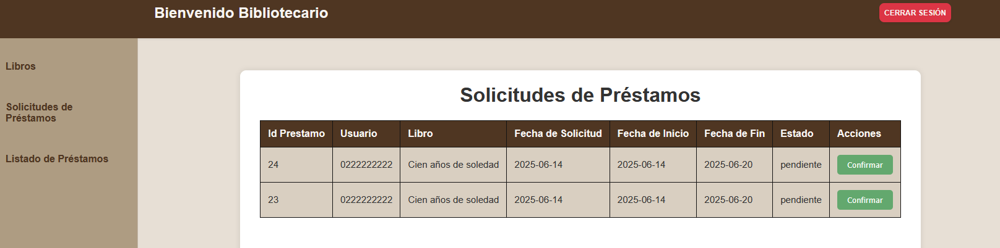 Bienvenido Bibliotecario
CERRAR SESIÓN
Libros
Solicitudes de
Préstamos
Listado de Préstamos
Solicitudes de Préstamos
Id Prestamo Usuario Libro Fecha de Solicitud Fecha de Inicio Fecha de Fin Estado Acciones
24 0222222222 Cien años de soledad 2025-06-14 2025-06-14 2025-06-20 pendiente Confirmar
23 0222222222 Cien años de soledad 2025-06-14 2025-06-14 2025-06-20 pendiente Confirmar